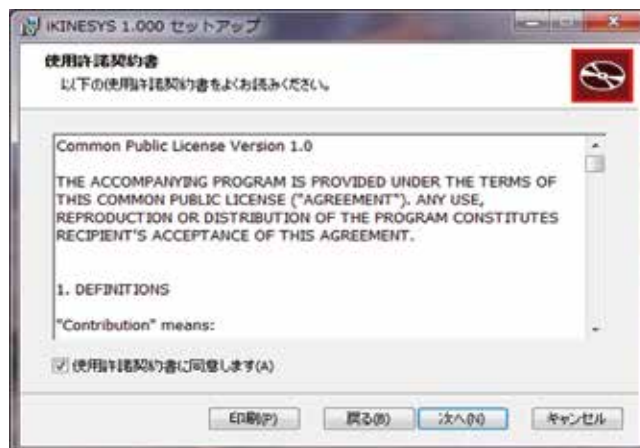 iKINESYS 1.000 セットアップ
使用許諾契約書
以下の使用許諾契約書をよくお読みください。
Common Public License Version 1.0
THE ACCOMPANYING PROGRAM IS PROVIDED UNDER THE TERMS OF
THIS COMMON PUBLIC LICENSE ("AGREEMENT"). ANY USE,
REPRODUCTION OR DISTRIBUTION OF THE PROGRAM CONSTITUTES
RECIPIENT'S ACCEPTANCE OF THIS AGREEMENT.
1. DEFINITIONS
"Contribution" means:
使用許諾契約書に同意します(A)
印刷(P) 戻る(B) 次へ(N) キャンセル